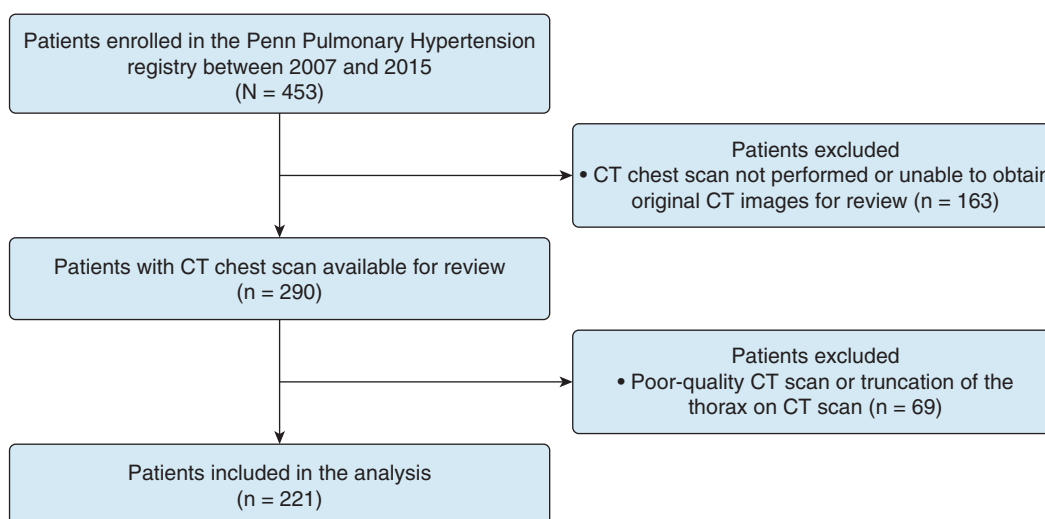 Patients enrolled in the Penn Pulmonary Hypertension
registry between 2007 and 2015
(N = 453)
Patients excluded
• CT chest scan not performed or unable to obtain
original CT images for review (n = 163)
Patients with CT chest scan available for review
(n = 290)
Patients excluded
• Poor-quality CT scan or truncation of the
thorax on CT scan (n = 69)
Patients included in the analysis
(n = 221)